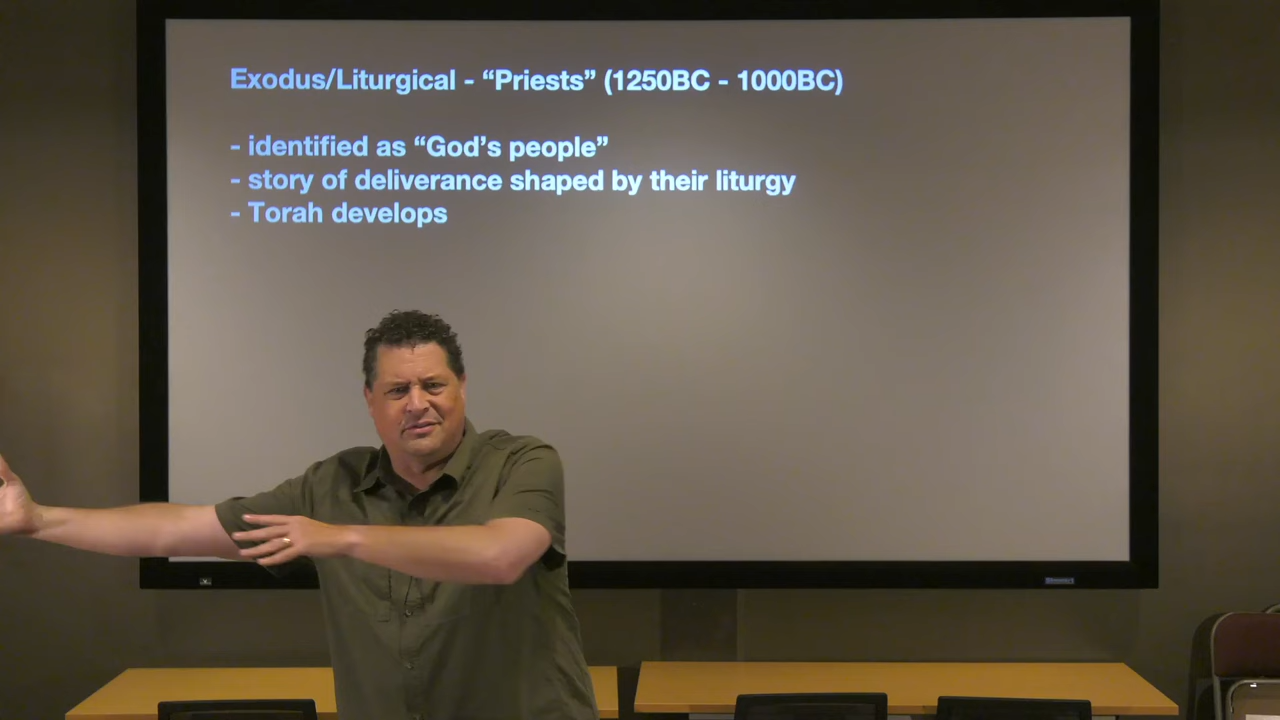 Exodus/Liturgical - “Priests” (1250BC - 1000BC)
- identified as “God’s people”
- story of deliverance shaped by their liturgy
- Torah develops